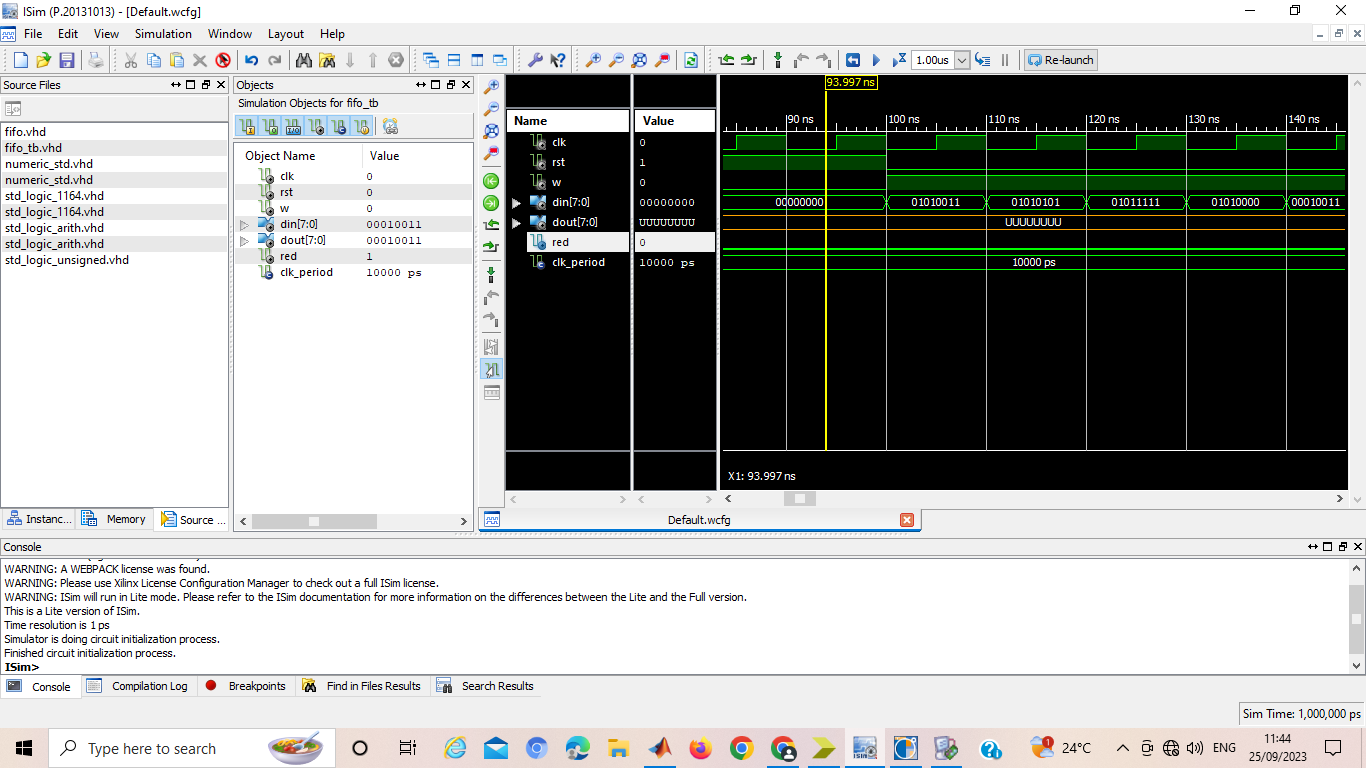 ISim (P.20131013) - [Default.wcfg]
File Edit View Simulation Window Layout Help
1.00us Re-launch
Source Files
fifo.vhd
fifo_tb.vhd
numeric_std.vhd
numeric_std.vhd
std_logic_1164.vhd
std_logic_1164.vhd
std_logic_arith.vhd
std_logic_arith.vhd
std_logic_unsigned.vhd
Instanc... Memory Source ...
Objects
Simulation Objects for fifo_tb
Object Name Value
clk 0
rst 0
w 0
din[7:0] 00010011
dout[7:0] 00010011
red 1
clk_period 10000 ps
Name Value
clk 0
rst 1
w 0
din[7:0] 00000000
dout[7:0] UUUUUUUU
red 0
clk_period 10000 ps
93.997 ns
90 ns 100 ns 110 ns 120 ns 130 ns 140 ns
00000000 01010011 01010101 01011111 01010000 00010011
UUUUUUUU
10000 ps
X1: 93.997 ns
Default.wcfg
Console
WARNING: A WEBPACK license was found.
WARNING: Please use Xilinx License Configuration Manager to check out a full ISim license.
WARNING: ISim will run in Lite mode. Please refer to the ISim documentation for more information on the differences between the Lite and the Full version.
This is a Lite version of ISim.
Time resolution is 1 ps
Simulator is doing circuit initialization process.
Finished circuit initialization process.
ISim>
Console Compilation Log Breakpoints Find in Files Results Search Results
Sim Time: 1,000,000 ps
Type here to search
24°C
ENG
11:44
25/09/2023